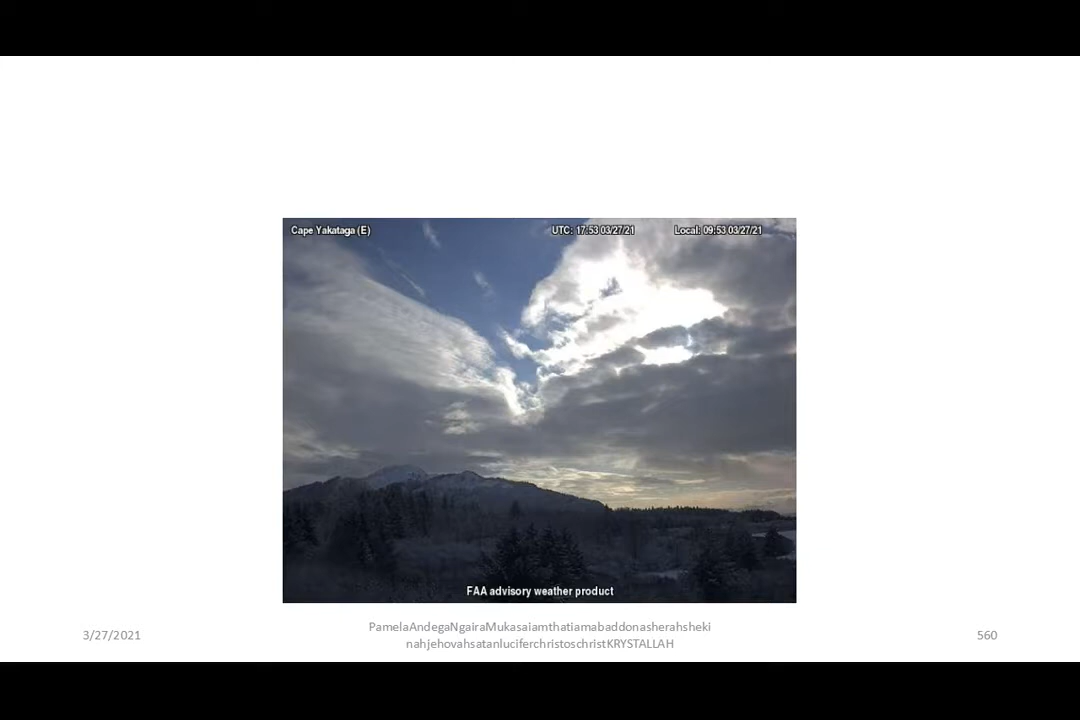 Cape Yakataga (E) UTC: 17:53 03/27/21 Local: 09:53 03/27/21
FAA advisory weather product
3/27/2021
PamelaAndegaNgairaMukasaiamthatiamabaddonasherahsheki
nahjehovahsatanluciferchristoschristKRYSTALLAH
560